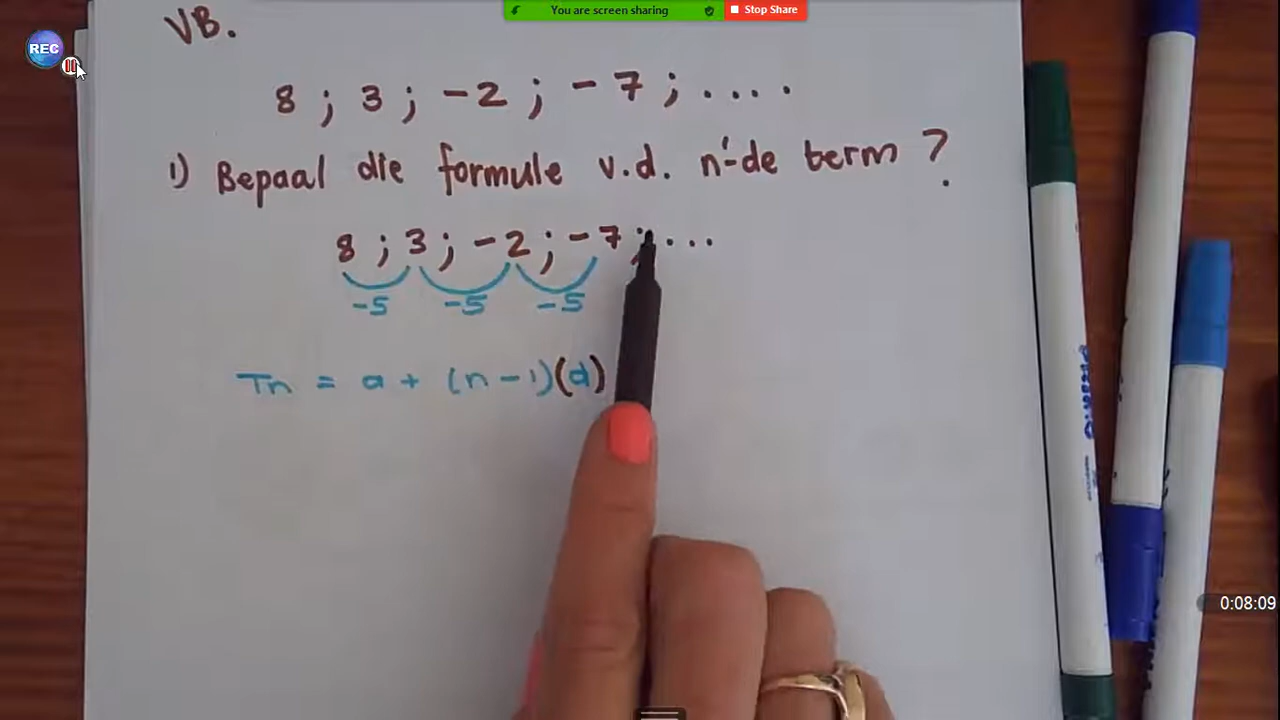 You are screen sharing Stop Share
REC
VB.
8 ; 3 ; -2 ; -7 ; ....
1) Bepaal die formule v.d. n'de term ?
8 ; 3 ; -2 ; -7 ; ...
-5 -5 -5
Tn = a + (n-1)(d)
0:08:09